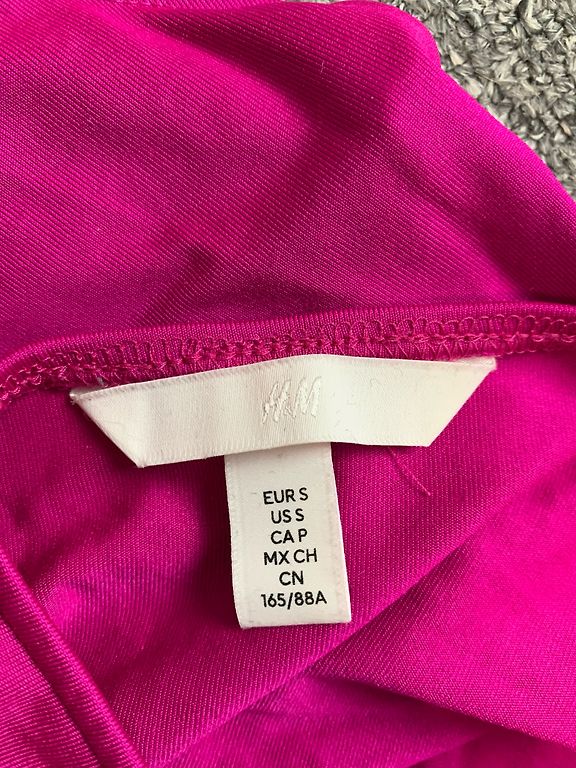 H&M
EUR S
US S
CA P
MX CH
CN
165/88A